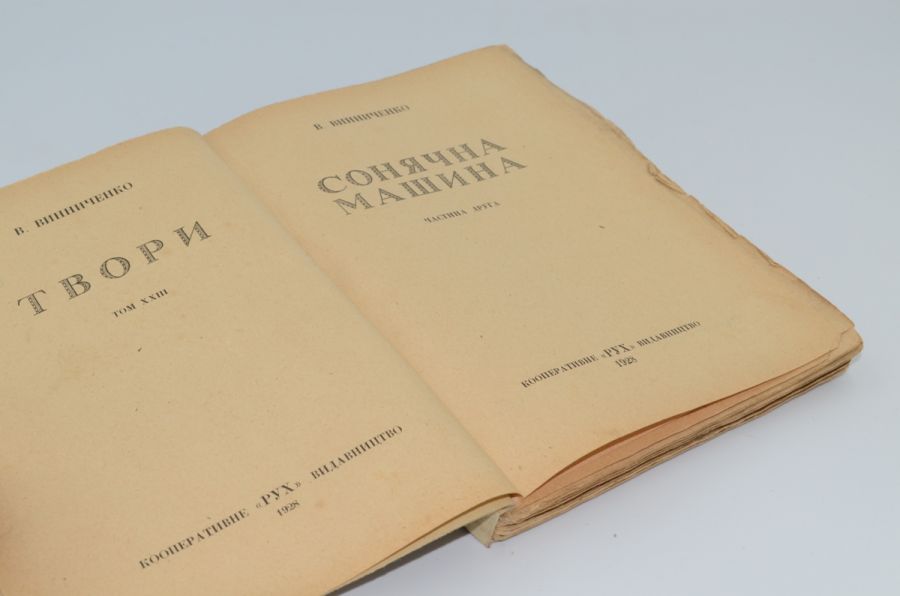 В. ВИННИЧЕНКО
ТВОРИ
ТОМ XXIII
КООПЕРАТИВНЕ «РУХ» ВИДАВНИЦТВО
1928
В. ВИННИЧЕНКО
СОНЯЧНА
МАШИНА
ЧАСТИНА ДРУГА
КООПЕРАТИВНЕ «РУХ» ВИДАВНИЦТВО
1928